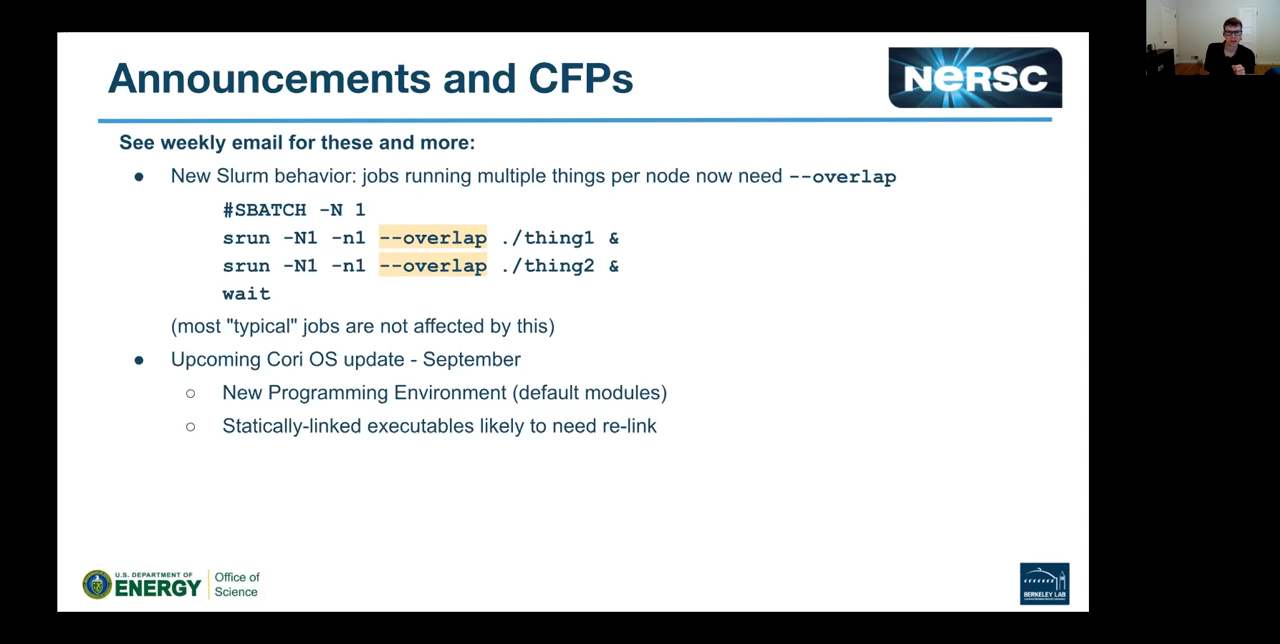 Announcements and CFPs
NERSC
See weekly email for these and more:
● New Slurm behavior: jobs running multiple things per node now need --overlap
#SBATCH -N 1
srun -N1 -n1 --overlap ./thing1 &
srun -N1 -n1 --overlap ./thing2 &
wait
(most "typical" jobs are not affected by this)
● Upcoming Cori OS update - September
○ New Programming Environment (default modules)
○ Statically-linked executables likely to need re-link
U.S. DEPARTMENT OF
ENERGY
Office of
Science
BERKELEY LAB